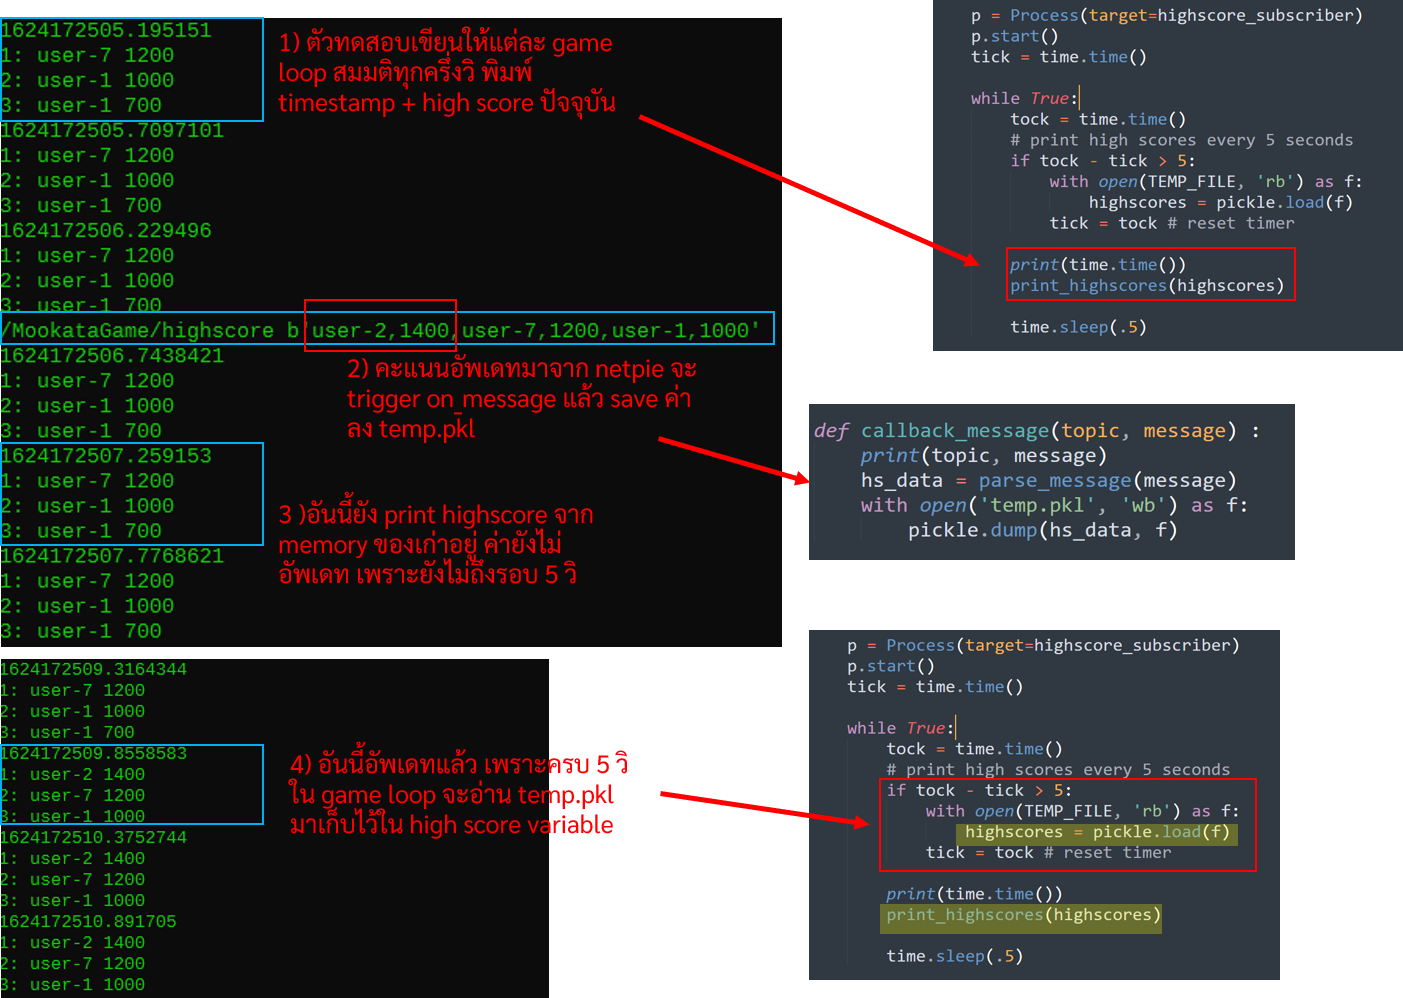 1624172505.195151
1: user-7 1200
2: user-1 1000
3: user-1 700
1624172505.7097101
1: user-7 1200
2: user-1 1000
3: user-1 700
1624172506.229496
1: user-7 1200
2: user-1 1000
3: user-1 700
/MookataGame/highscore b'user-2,1400,user-7,1200,user-1,1000'
1624172506.7438421
1: user-7 1200
2: user-1 1000
3: user-1 700
1624172507.259153
1: user-7 1200
2: user-1 1000
3: user-1 700
1624172507.7768621
1: user-7 1200
2: user-1 1000
3: user-1 700
1) ตัวทดสอบเขียนให้แต่ละ game
loop สมมติทุกครึ่งวิ พิมพ์
timestamp + high score ปัจจุบัน
2) คะแนนอัพเดทมาจาก netpie จะ
trigger on_message แล้ว save ค่า
ลง temp.pkl
3 )อันนี้ยัง print highscore จาก
memory ของเก่าอยู่ ค่ายังไม่
อัพเดท เพราะยังไม่ถึงรอบ 5 วิ
p = Process(target=highscore_subscriber)
p.start()
tick = time.time()
while True:
tock = time.time()
# print high scores every 5 seconds
if tock - tick > 5:
with open(TEMP_FILE, 'rb') as f:
highscores = pickle.load(f)
tick = tock # reset timer
print(time.time())
print_highscores(highscores)
time.sleep(.5)
def callback_message(topic, message) :
print(topic, message)
hs_data = parse_message(message)
with open('temp.pkl', 'wb') as f:
pickle.dump(hs_data, f)
1624172509.3164344
1: user-7 1200
2: user-1 1000
3: user-1 700
1624172509.8558583
1: user-2 1400
2: user-7 1200
3: user-1 1000
1624172510.3752744
1: user-2 1400
2: user-7 1200
3: user-1 1000
1624172510.891705
1: user-2 1400
2: user-7 1200
3: user-1 1000
4) อันนี้อัพเดทแล้ว เพราะครบ 5 วิ
ใน game loop จะอ่าน temp.pkl
มาเก็บไว้ใน high score variable
p = Process(target=highscore_subscriber)
p.start()
tick = time.time()
while True:
tock = time.time()
# print high scores every 5 seconds
if tock - tick > 5:
with open(TEMP_FILE, 'rb') as f:
highscores = pickle.load(f)
tick = tock # reset timer
print(time.time())
print_highscores(highscores)
time.sleep(.5)